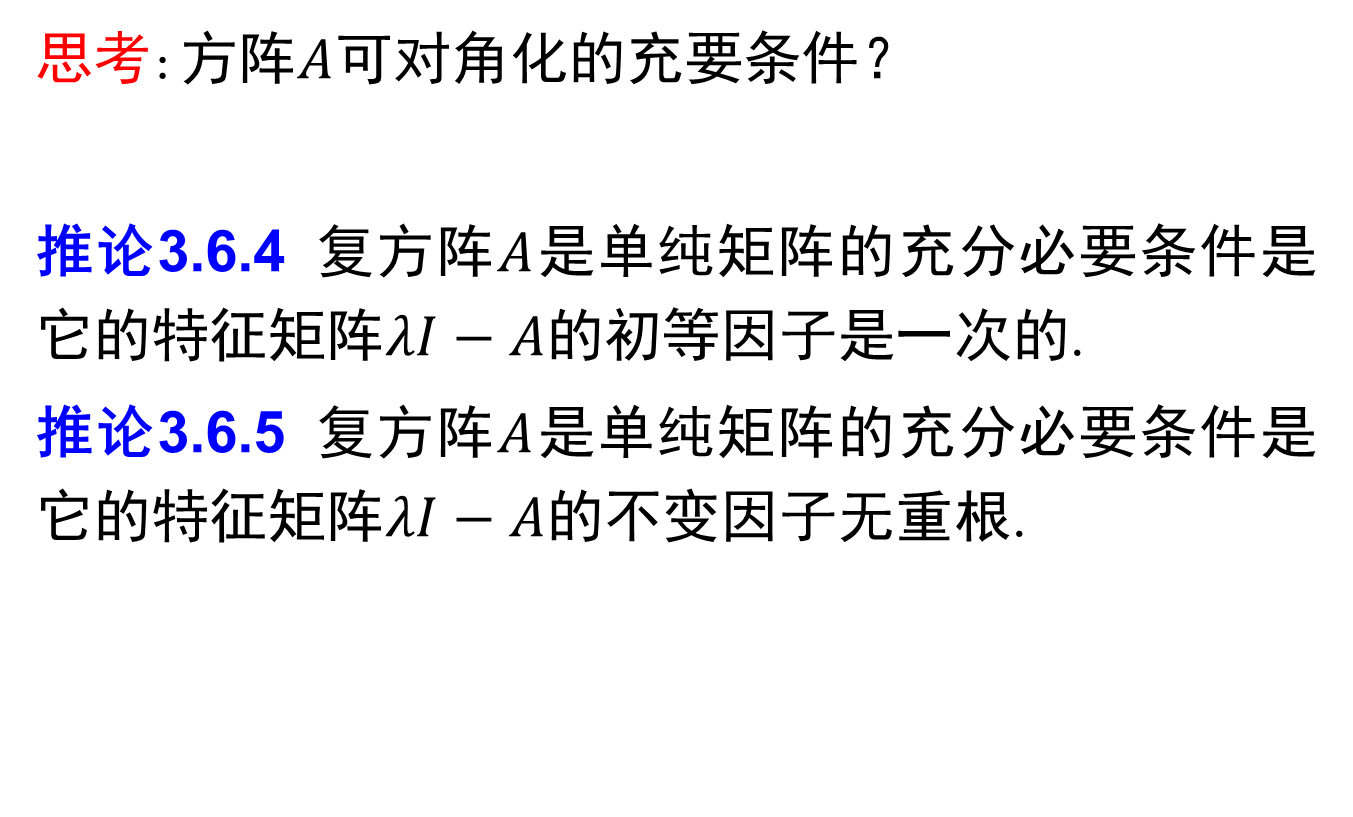 思考:方阵A可对角化的充要条件?
推论3.6.4 复方阵A是单纯矩阵的充分必要条件是
它的特征矩阵λI − A的初等因子是一次的.
推论3.6.5 复方阵A是单纯矩阵的充分必要条件是
它的特征矩阵λI − A的不变因子无重根.